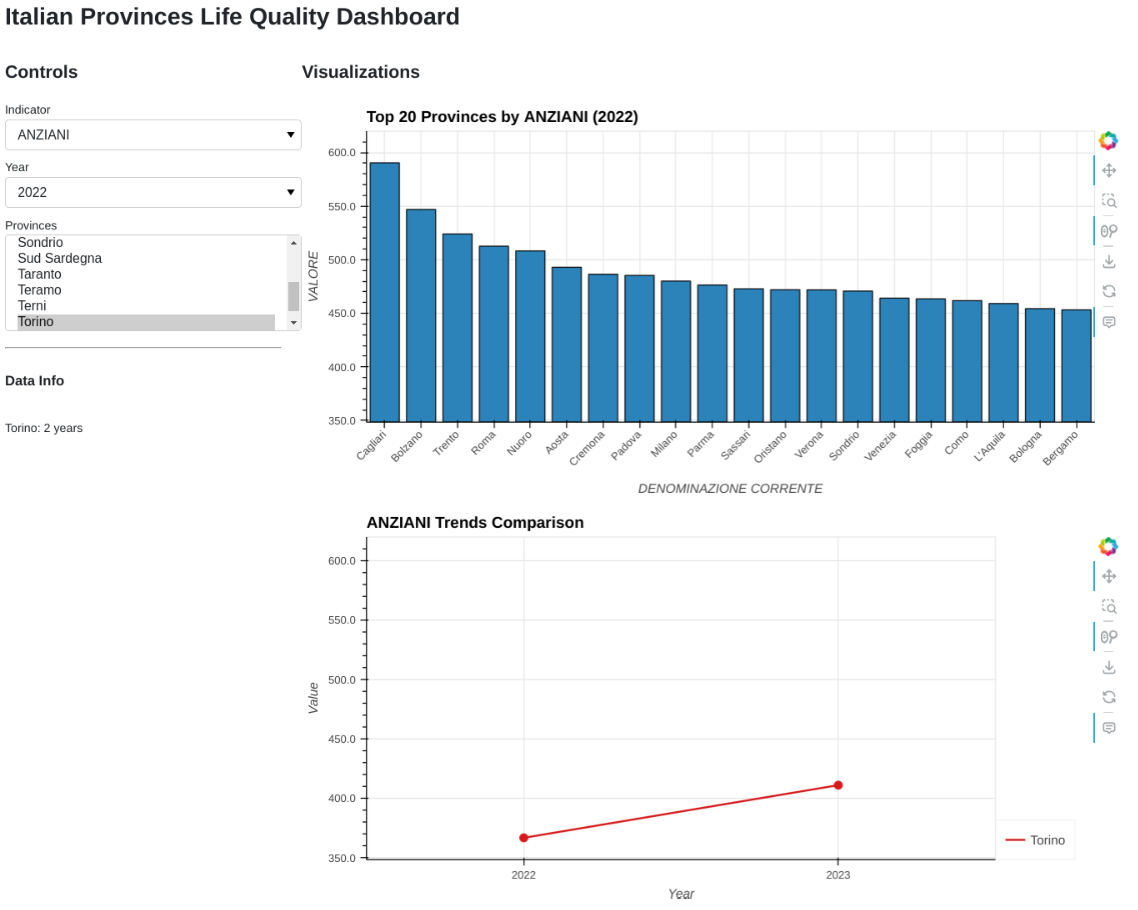 Italian Provinces Life Quality Dashboard
Controls
Indicator
ANZIANI
Year
2022
Provinces
Sondrio
Sud Sardegna
Taranto
Teramo
Terni
Torino
Data Info
Torino: 2 years
Visualizations
Top 20 Provinces by ANZIANI (2022)
VALORE
600.0
550.0
500.0
450.0
400.0
350.0
Cagliari
Bolzano
Trento
Roma
Nuoro
Aosta
Cremona
Padova
Milano
Parma
Sassari
Oristano
Verona
Sondrio
Venezia
Foggia
Como
L'Aquila
Bologna
Bergamo
DENOMINAZIONE CORRENTE
ANZIANI Trends Comparison
Value
600.0
550.0
500.0
450.0
400.0
350.0
2022
2023
Year
Torino